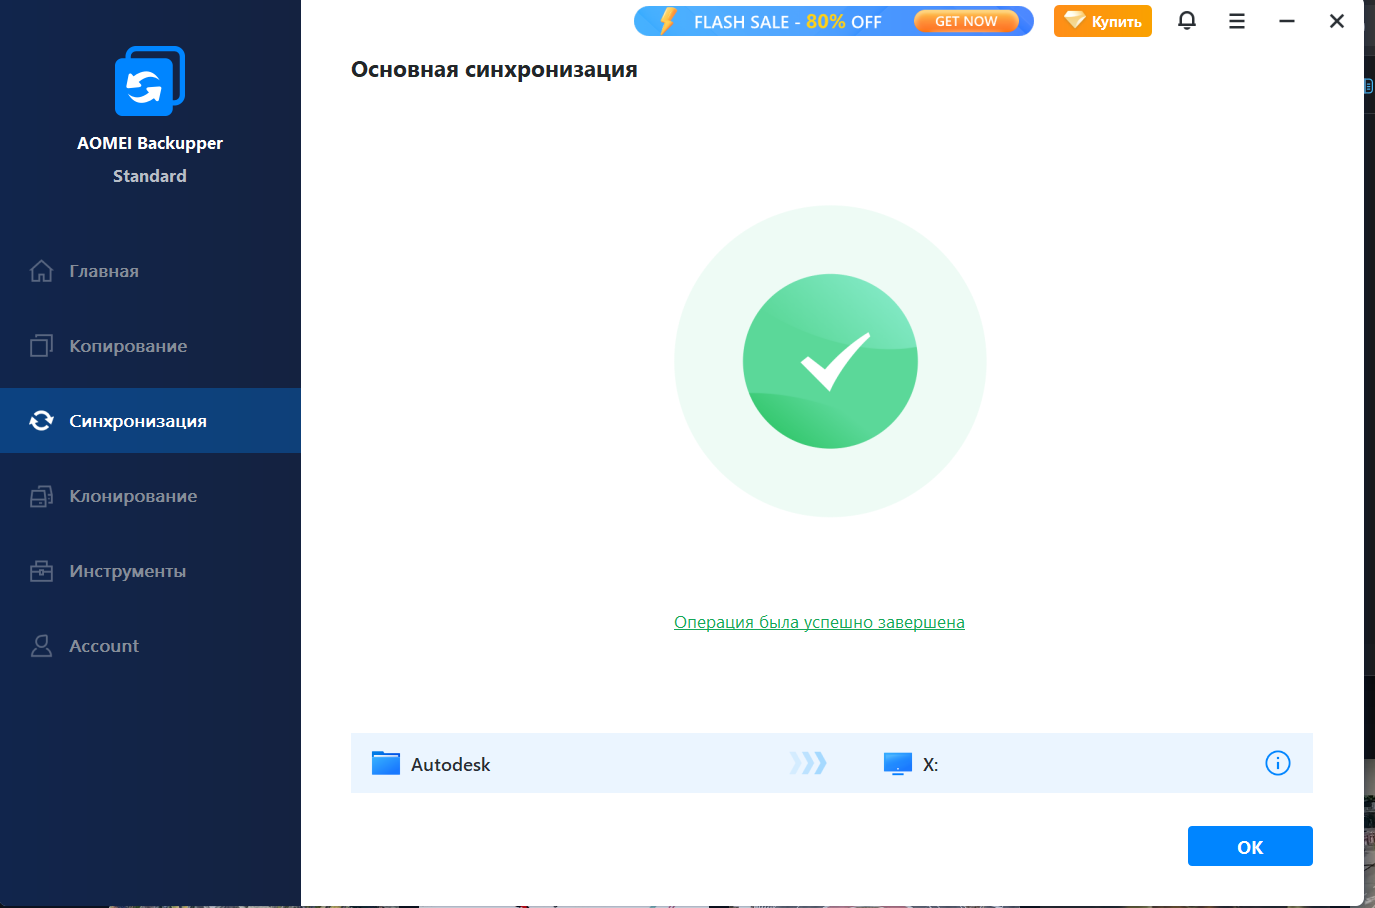 FLASH SALE - 80% OFF
GET NOW
Купить
Основная синхронизация
AOMEI Backupper
Standard
Главная
Копирование
Синхронизация
Клонирование
Инструменты
Account
Операция была успешно завершена
Autodesk
X:
OK